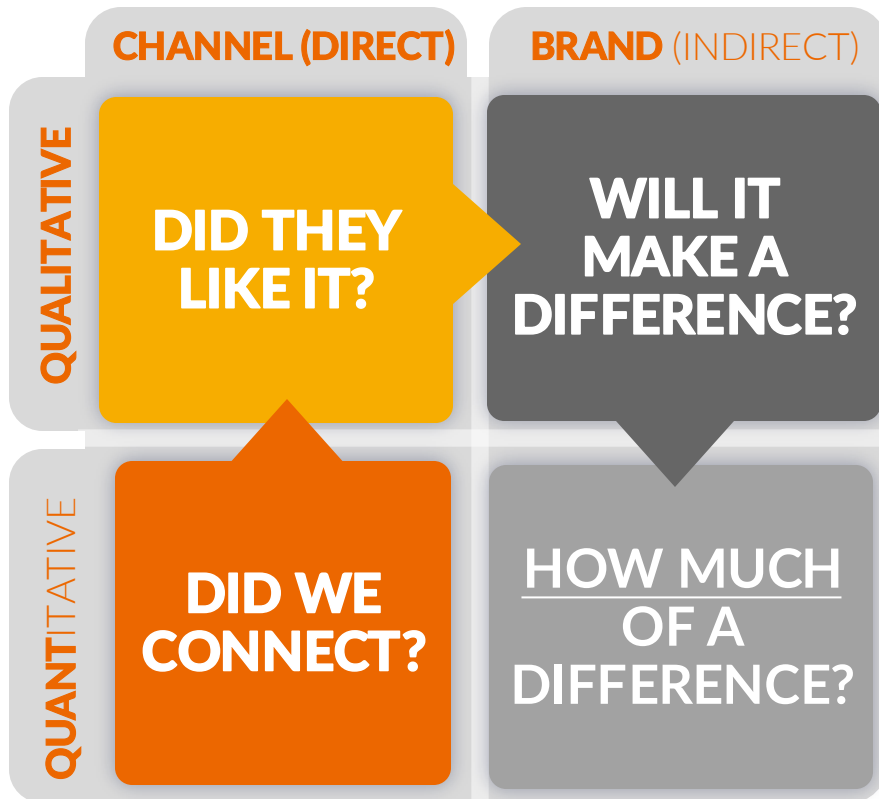 CHANNEL (DIRECT)
BRAND (INDIRECT)
QUALITATIVE
DID THEY
LIKE IT?
WILL IT
MAKE A
DIFFERENCE?
QUANTITATIVE
DID WE
CONNECT?
HOW MUCH
OF A
DIFFERENCE?